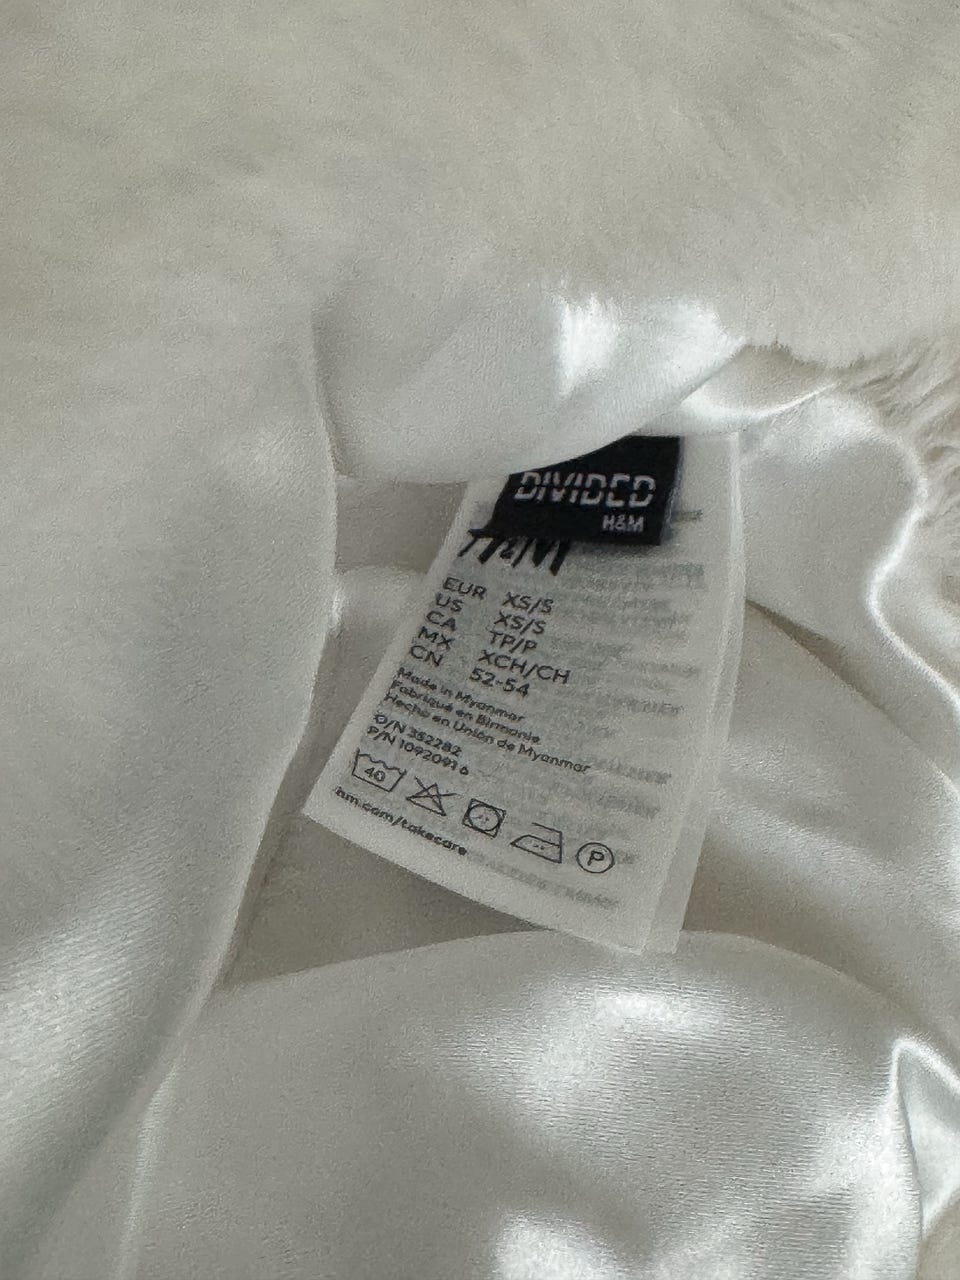 DIVIDED
H&M
H&M
EUR XS/S
US XS/S
CA TP/P
MX XCH/CH
CN 52-54
Made in Myanmar
Fabriqué en Birmanie
Hecho en Unión de Myanmar
O/N 352282
P/N 1092091 6
40
P
hm.com/takecare